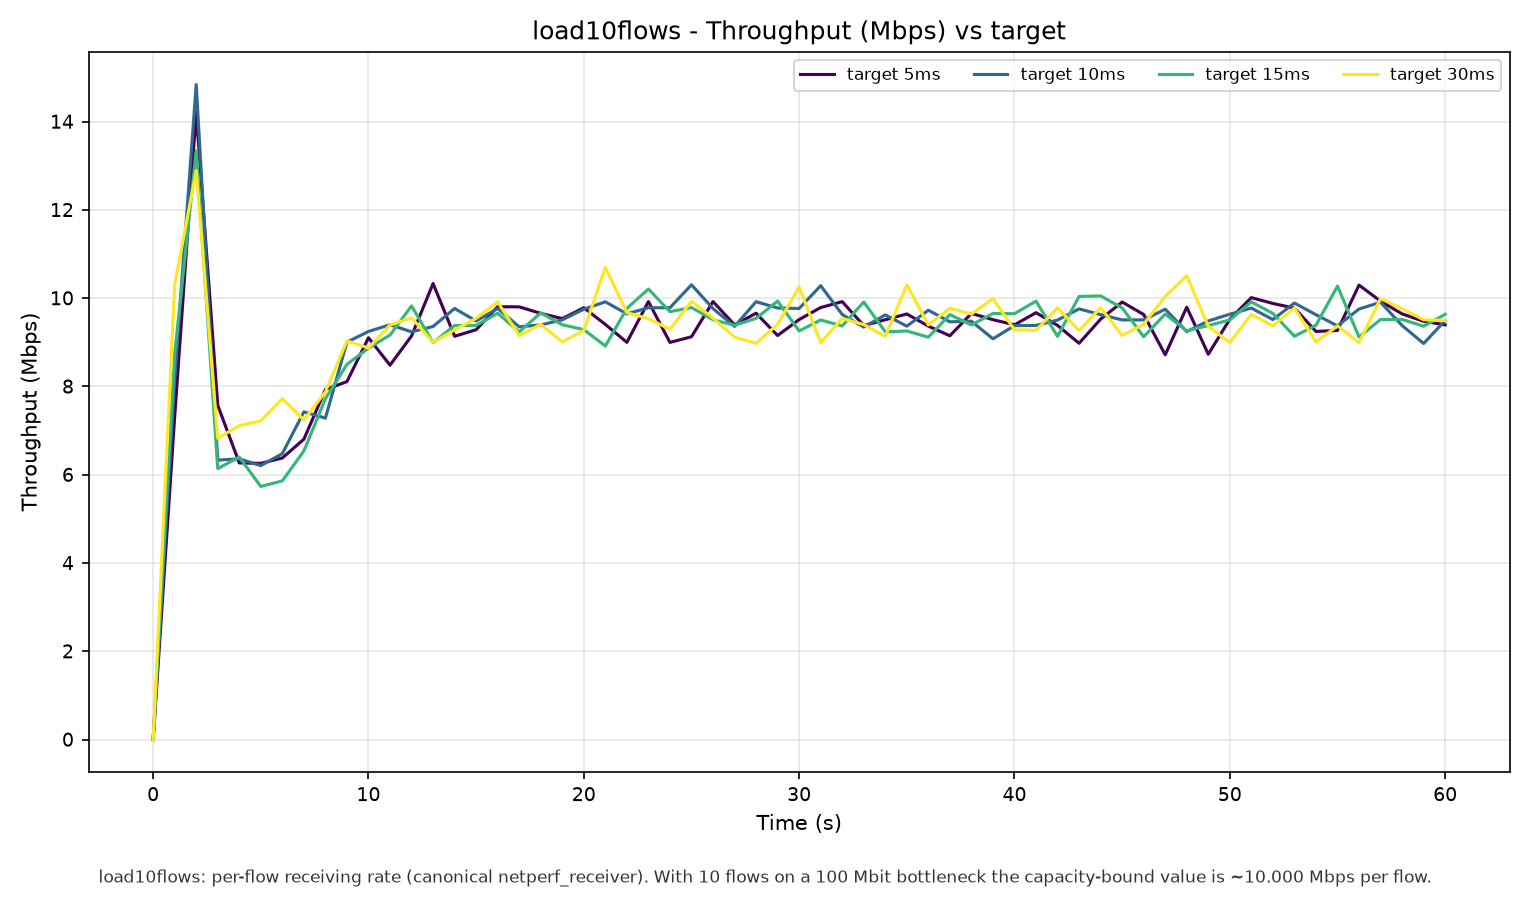 load10flows - Throughput (Mbps) vs target
target 5ms target 10ms target 15ms target 30ms
Throughput (Mbps)
14
12
10
8
6
4
2
0
0 10 20 30 40 50 60
Time (s)
load10flows: per-flow receiving rate (canonical netperf_receiver). With 10 flows on a 100 Mbit bottleneck the capacity-bound value is ~10.000 Mbps per flow.